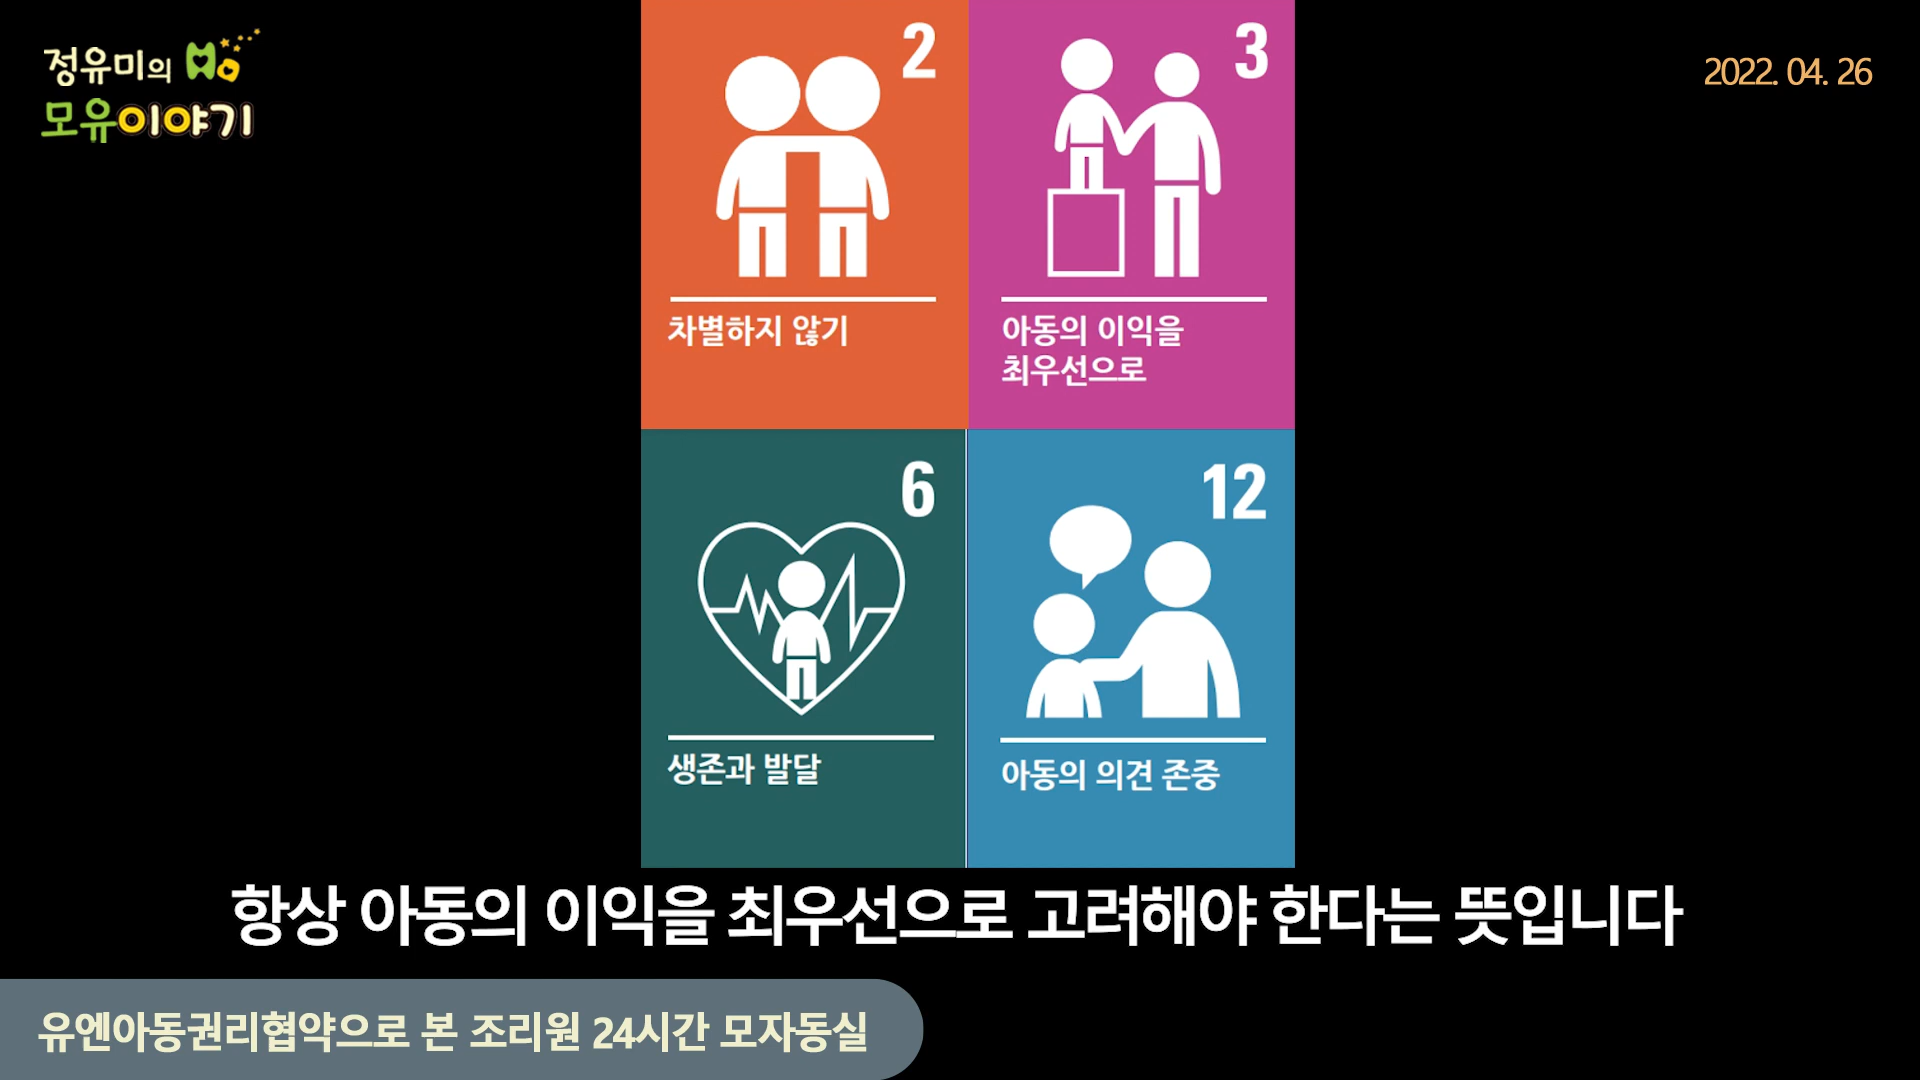 정유미의 Mo
모유이야기
2022. 04. 26
2
차별하지 않기
3
아동의 이익을
최우선으로
6
생존과 발달
12
아동의 의견 존중
항상 아동의 이익을 최우선으로 고려해야 한다는 뜻입니다
유엔아동권리협약으로 본 조리원 24시간 모자동실